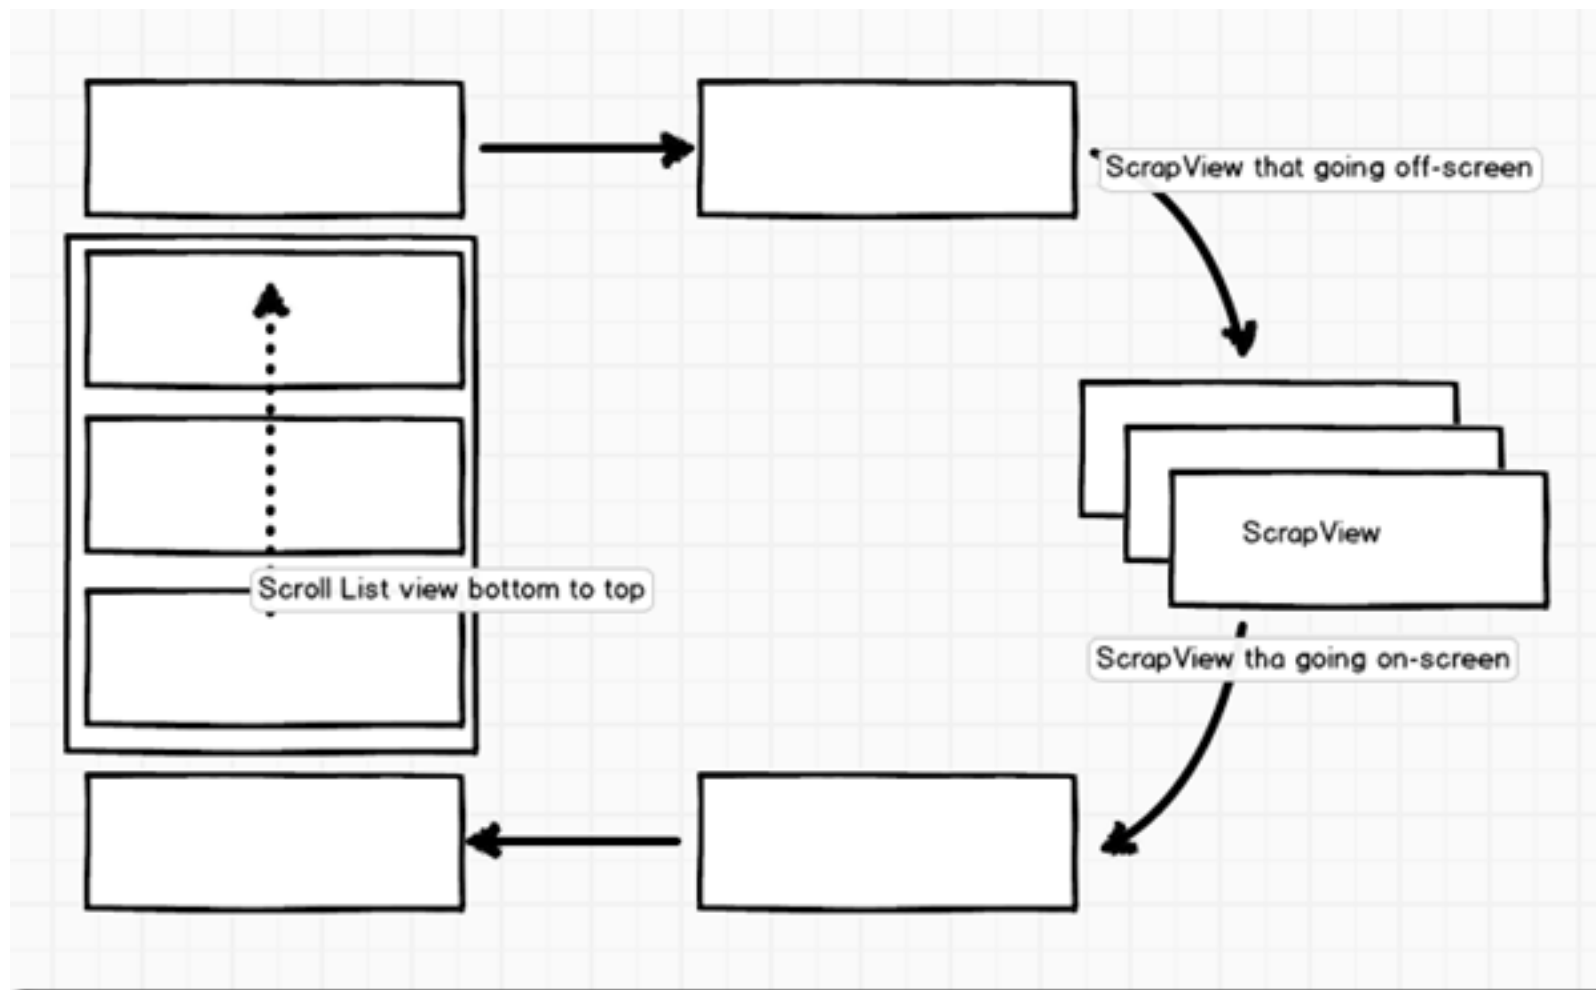 ScrapView that going off-screen
ScrapView
Scroll List view bottom to top
ScrapView tha going on-screen